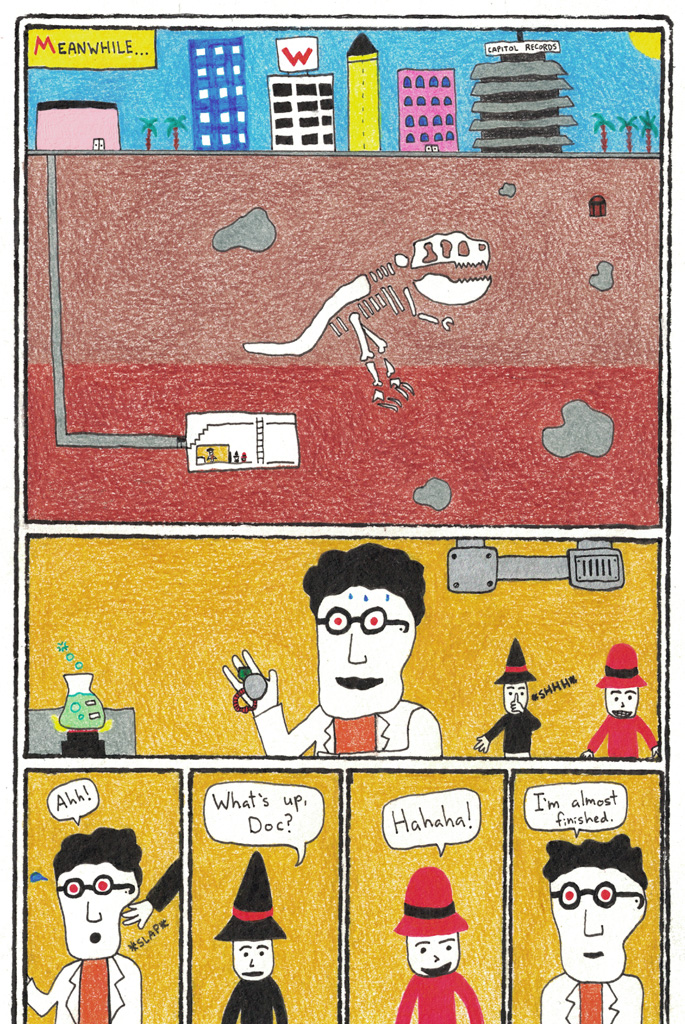 MEANWHILE...
W
CAPITOL RECORDS
*SHHH*
Ahh!
*SLAP*
What's up,
Doc?
Hahaha!
I'm almost
finished.